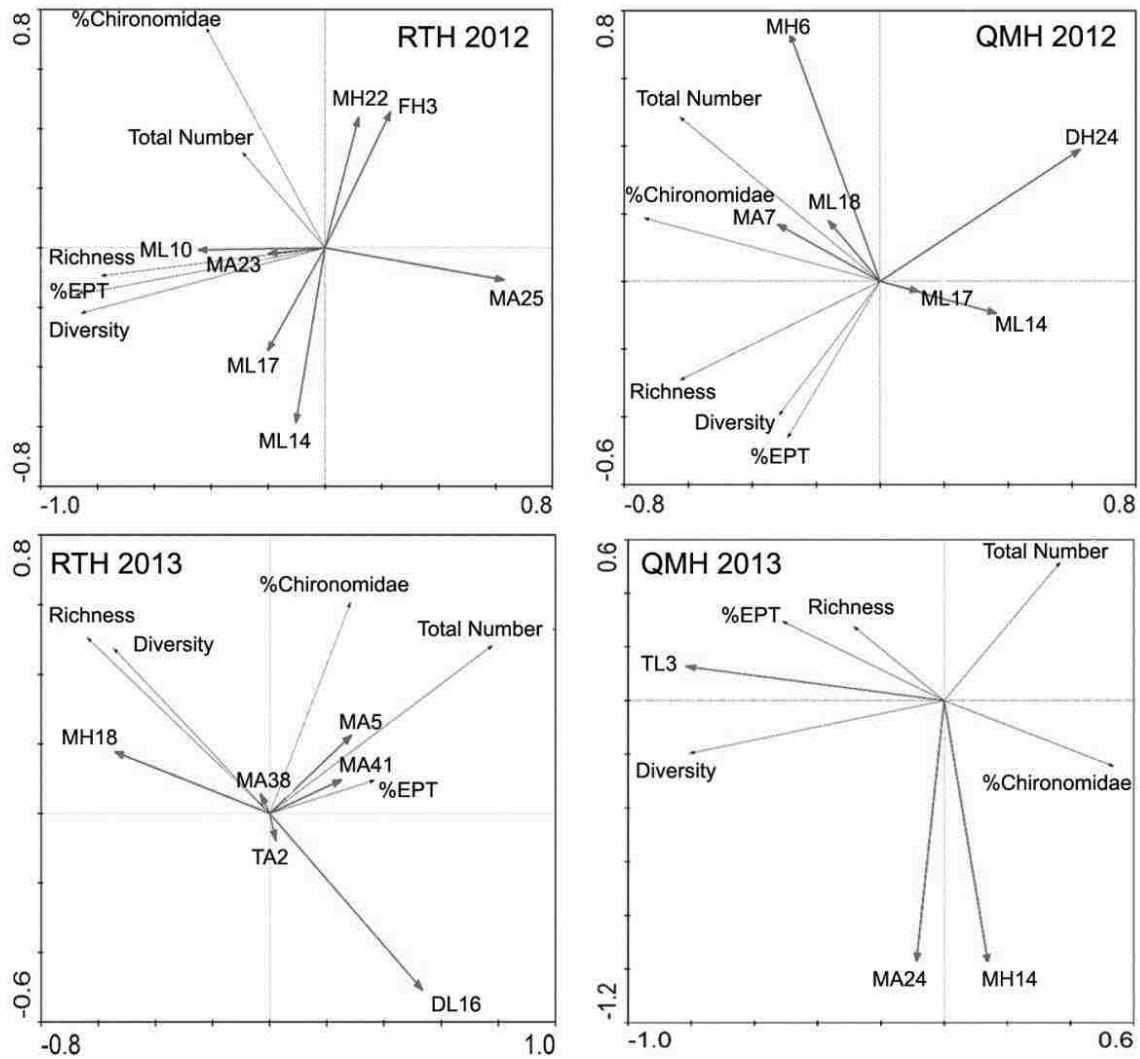 0.8
%Chironomidae
RTH 2012
MH22
FH3
Total Number
ML10
Richness
MA23
%EPT
MA25
Diversity
ML17
ML14
-0.8
-1.0
0.8
0.8
MH6
QMH 2012
Total Number
DH24
%Chironomidae
ML18
MA7
ML17
ML14
Richness
Diversity
%EPT
-0.6
-0.8
0.8
0.8
RTH 2013
%Chironomidae
Richness
Total Number
Diversity
MH18
MA5
MA38
MA41
%EPT
TA2
DL16
-0.6
-0.8
1.0
0.6
QMH 2013
Total Number
%EPT
Richness
TL3
Diversity
%Chironomidae
MA24
MH14
-1.2
-1.0
0.6